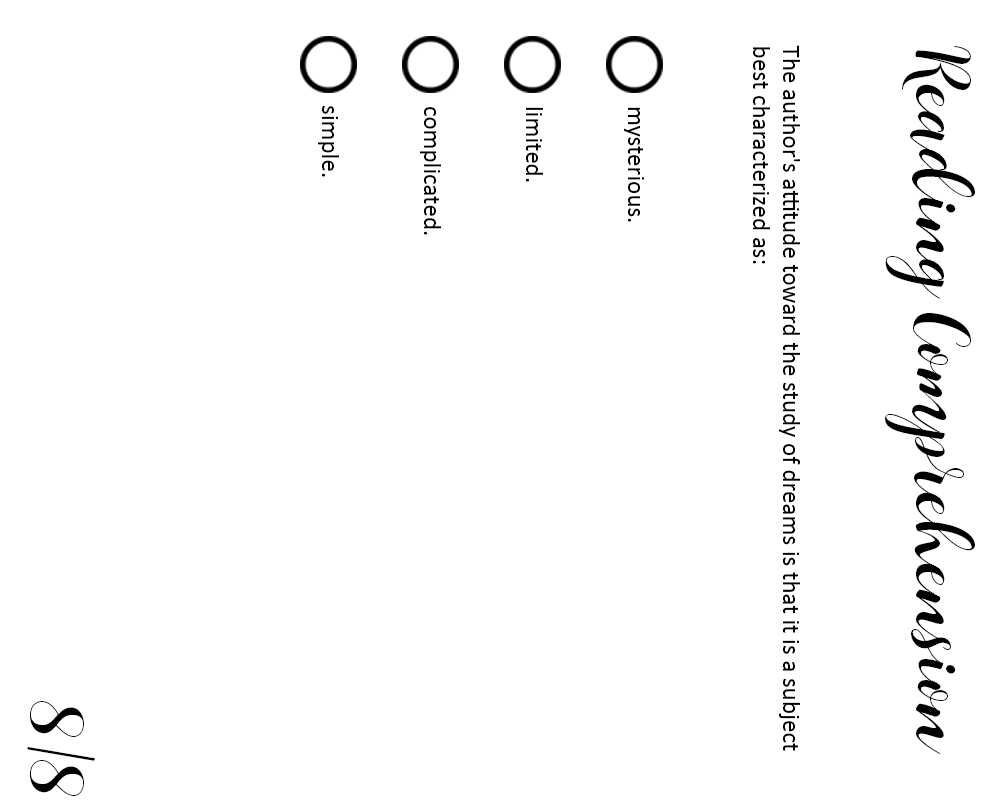 Reading Comprehension
The author's attitude toward the study of dreams is that it is a subject
best characterized as:
mysterious.
limited.
complicated.
simple.
8/8